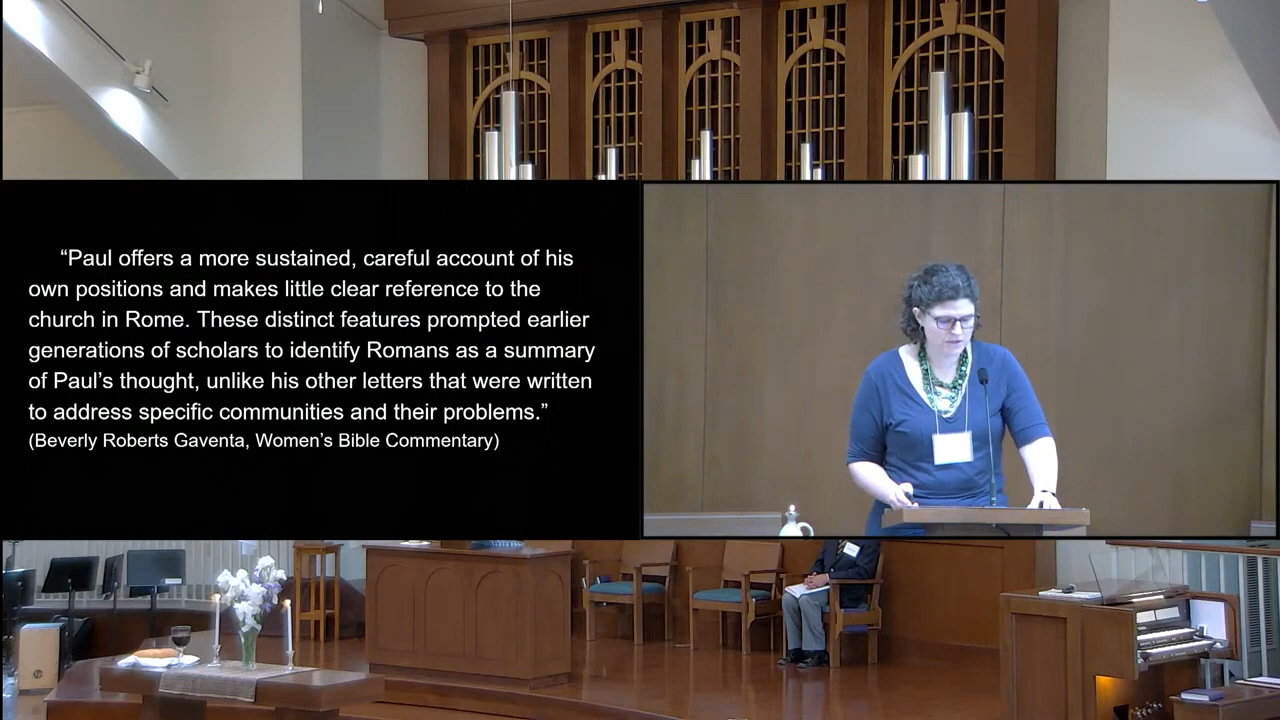 “Paul offers a more sustained, careful account of his
own positions and makes little clear reference to the
church in Rome. These distinct features prompted earlier
generations of scholars to identify Romans as a summary
of Paul’s thought, unlike his other letters that were written
to address specific communities and their problems.”
(Beverly Roberts Gaventa, Women’s Bible Commentary)